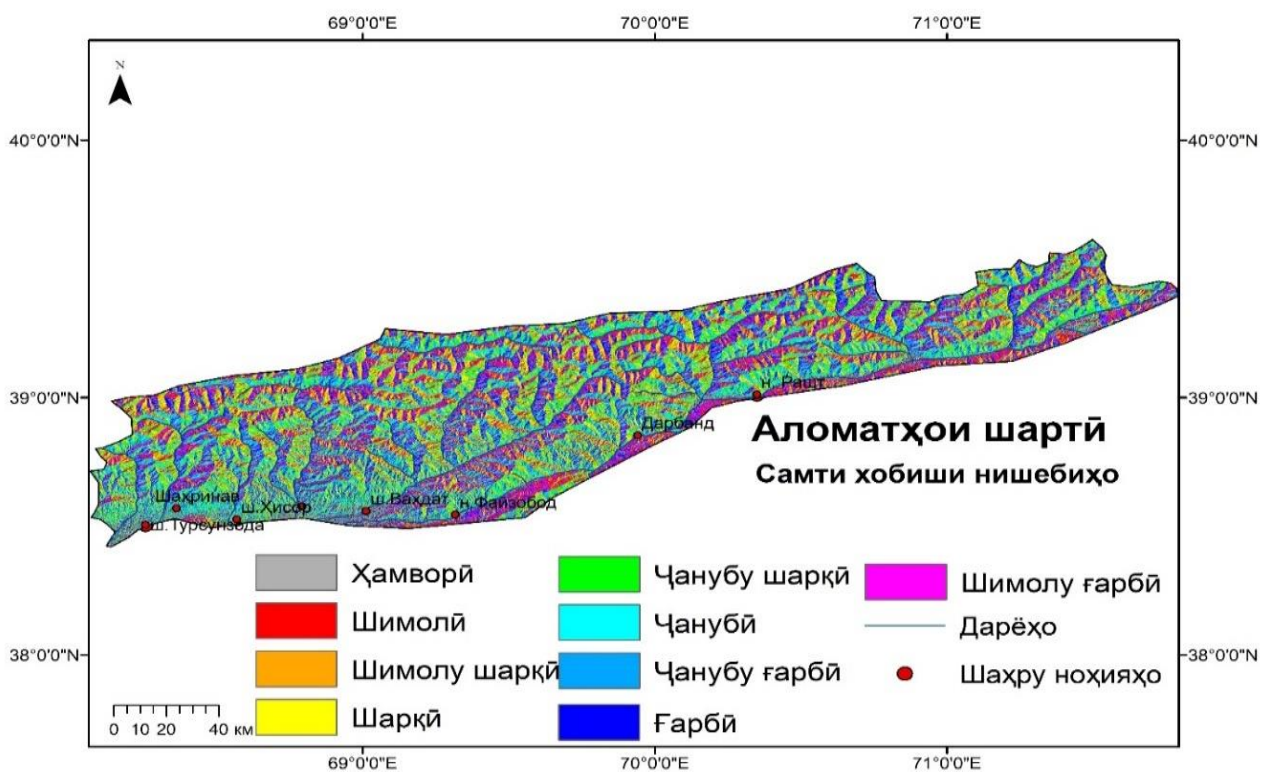 69°0'0"E 70°0'0"E 71°0'0"E
N
40°0'0"N 40°0'0"N
39°0'0"N 39°0'0"N
н. Рашт
Дарбанд
Аломатҳои шартӣ
Самти хобиши нишебиҳо
Шаҳринав
ш.Ҳисор
ш.Ваҳдат
н.Файзобод
ш.Турсунзода
Ҳамворӣ
Шимолӣ
Шимолу шарқӣ
Шарқӣ
Ҷанубу шарқӣ
Ҷанубӣ
Ҷанубу ғарбӣ
Ғарбӣ
Шимолу ғарбӣ
Дарёҳо
Шаҳру ноҳияҳо
38°0'0"N 38°0'0"N
0 10 20 40 км
69°0'0"E 70°0'0"E 71°0'0"E